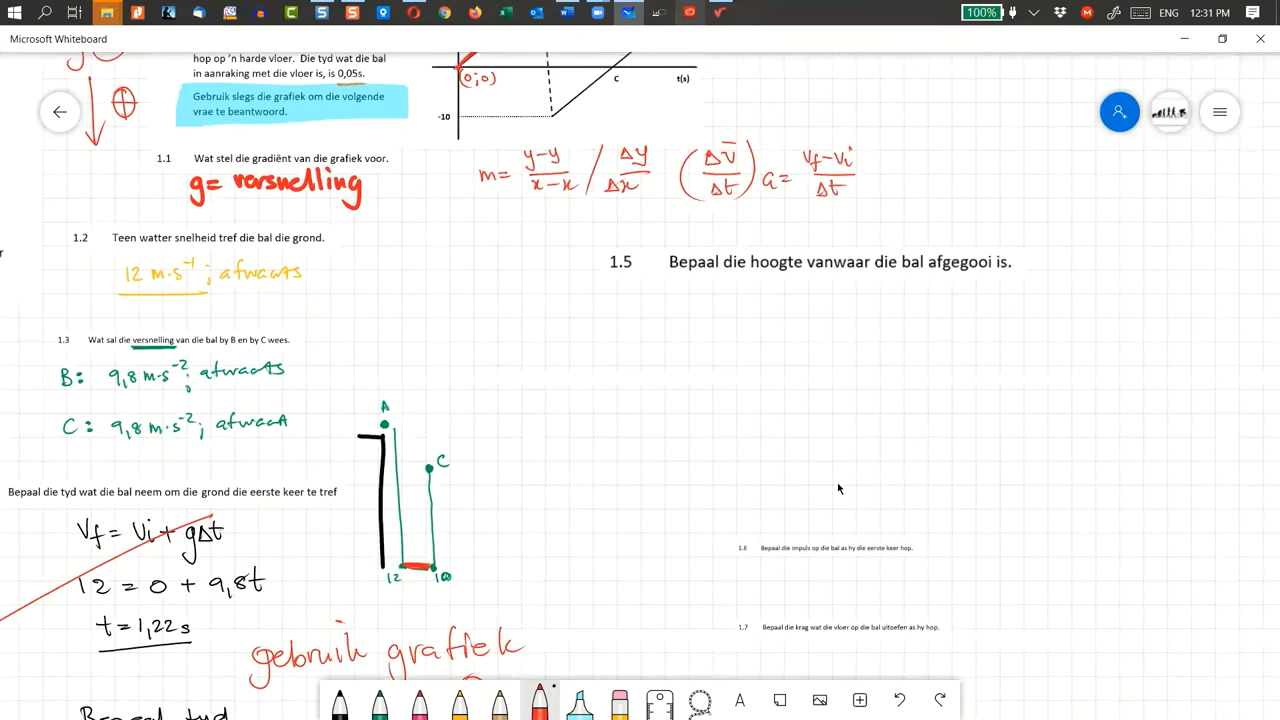 100%
ENG
12:31 PM
Microsoft Whiteboard
hop op 'n harde vloer. Die tyd wat die bal
in aanraking met die vloer is, is 0,05s.
Gebruik slegs die grafiek om die volgende
vrae te beantwoord.
(0;0)
C
t(s)
-10
1.1 Wat stel die gradiënt van die grafiek voor.
g= versnelling
m= y-y / x-x / Δy / Δx (Δv̄ / Δt) a= vf-vi / Δt
1.2 Teen watter snelheid tref die bal die grond.
12 m·s⁻¹; afwaarts
r
1.5 Bepaal die hoogte vanwaar die bal afgegooi is.
1.3 Wat sal die versnelling van die bal by B en by C wees.
B: 9,8 m·s⁻²; afwaarts
C: 9,8 m·s⁻²; afwaart
A
C
12
10
Bepaal die tyd wat die bal neem om die grond die eerste keer te tref
Vf = Vi + gΔt
12 = 0 + 9,8t
t = 1,22s
gebruik grafiek
Bepaal tyd
1.6 Bepaal die impuls op die bal as hy die eerste keer hop.
1.7 Bepaal die krag wat die vloer op die bal uitoefen as hy hop.
A